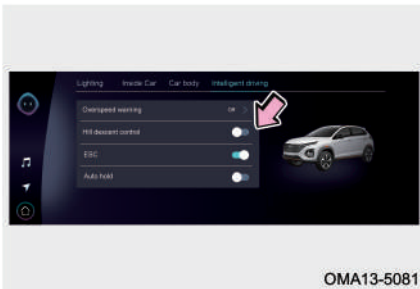 Lighting Inside Car Car body Intelligent driving
Overspeed warning Off
Hill descent control
ESC
Auto hold
OMA13-5081